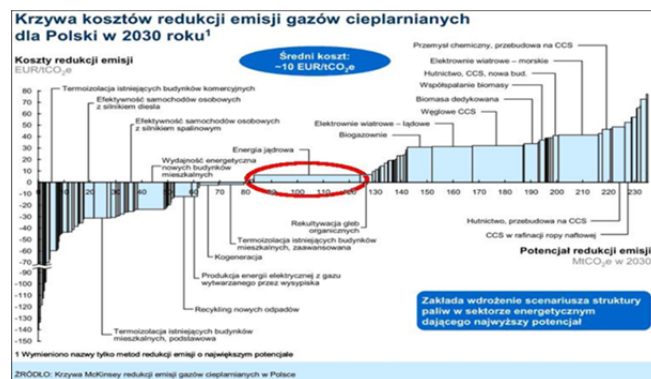 Krzywa kosztów redukcji emisji gazów cieplarnianych
dla Polski w 2030 roku¹
Koszty redukcji emisji
EUR/tCO₂e
Średni koszt:
~10 EUR/tCO₂e
Przemysł chemiczny, przebudowa na CCS
Elektrownie wiatrowe – morskie
Hutnictwo, CCS, nowa bud.
Współspalanie biomasy
Biomasa dedykowana
Węglowe CCS
Elektrownie wiatrowe – lądowe
Biogazownie
Termoizolacja istniejących budynków komercyjnych
Efektywność samochodów osobowych
z silnikiem diesla
Efektywność samochodów osobowych
z silnikiem spalinowym
Energia jądrowa
Wydajność energetyczna
nowych budynków
mieszkalnych
80
70
60
50
40
30
20
10
0
-10
-20
-30
-40
-50
-60
-70
-80
-90
-100
-110
-120
-130
-140
-150
10 20 30 40 50 60 70 80 90 100 110 120 130 140 150 160 170 180 190 200 210 220 230
Rekultywacja gleb
organicznych
Termoizolacja istniejących budynków
mieszkalnych, zaawansowana
Kogeneracja
Produkcja energii elektrycznej z gazu
wytwarzanego przez wysypiska
Recykling nowych odpadów
Termoizolacja istniejących budynków
mieszkalnych, podstawowa
Hutnictwo, przebudowa na CCS
CCS w rafinacji ropy naftowej
Potencjał redukcji emisji
MtCO₂e w 2030
Zakłada wdrożenie scenariusza struktury
paliw w sektorze energetycznym
dającego najwyższy potencjał
1 Wymieniono nazwy tylko metod redukcji emisji o największym potencjale
ŹRÓDŁO: Krzywa McKinsey redukcji emisji gazów cieplarnianych w Polsce